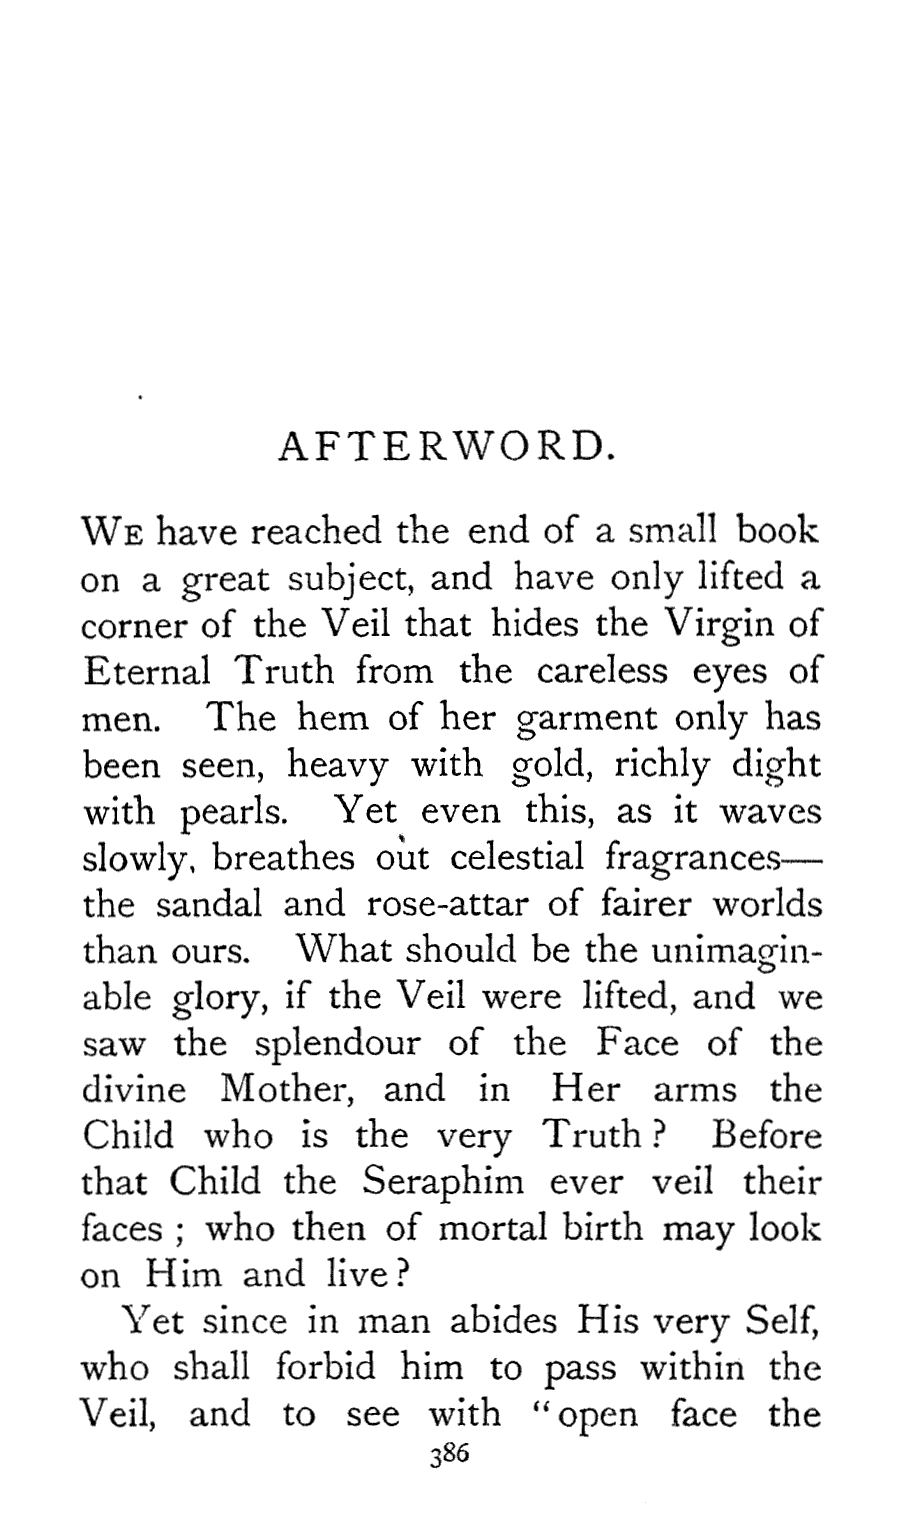 AFTERWORD.
WE have reached the end of a small book
on a great subject, and have only lifted a
corner of the Veil that hides the Virgin of
Eternal Truth from the careless eyes of
men. The hem of her garment only has
been seen, heavy with gold, richly dight
with pearls. Yet even this, as it waves
slowly, breathes out celestial fragrances—
the sandal and rose-attar of fairer worlds
than ours. What should be the unimagin-
able glory, if the Veil were lifted, and we
saw the splendour of the Face of the
divine Mother, and in Her arms the
Child who is the very Truth? Before
that Child the Seraphim ever veil their
faces; who then of mortal birth may look
on Him and live?
Yet since in man abides His very Self,
who shall forbid him to pass within the
Veil, and to see with "open face the
386